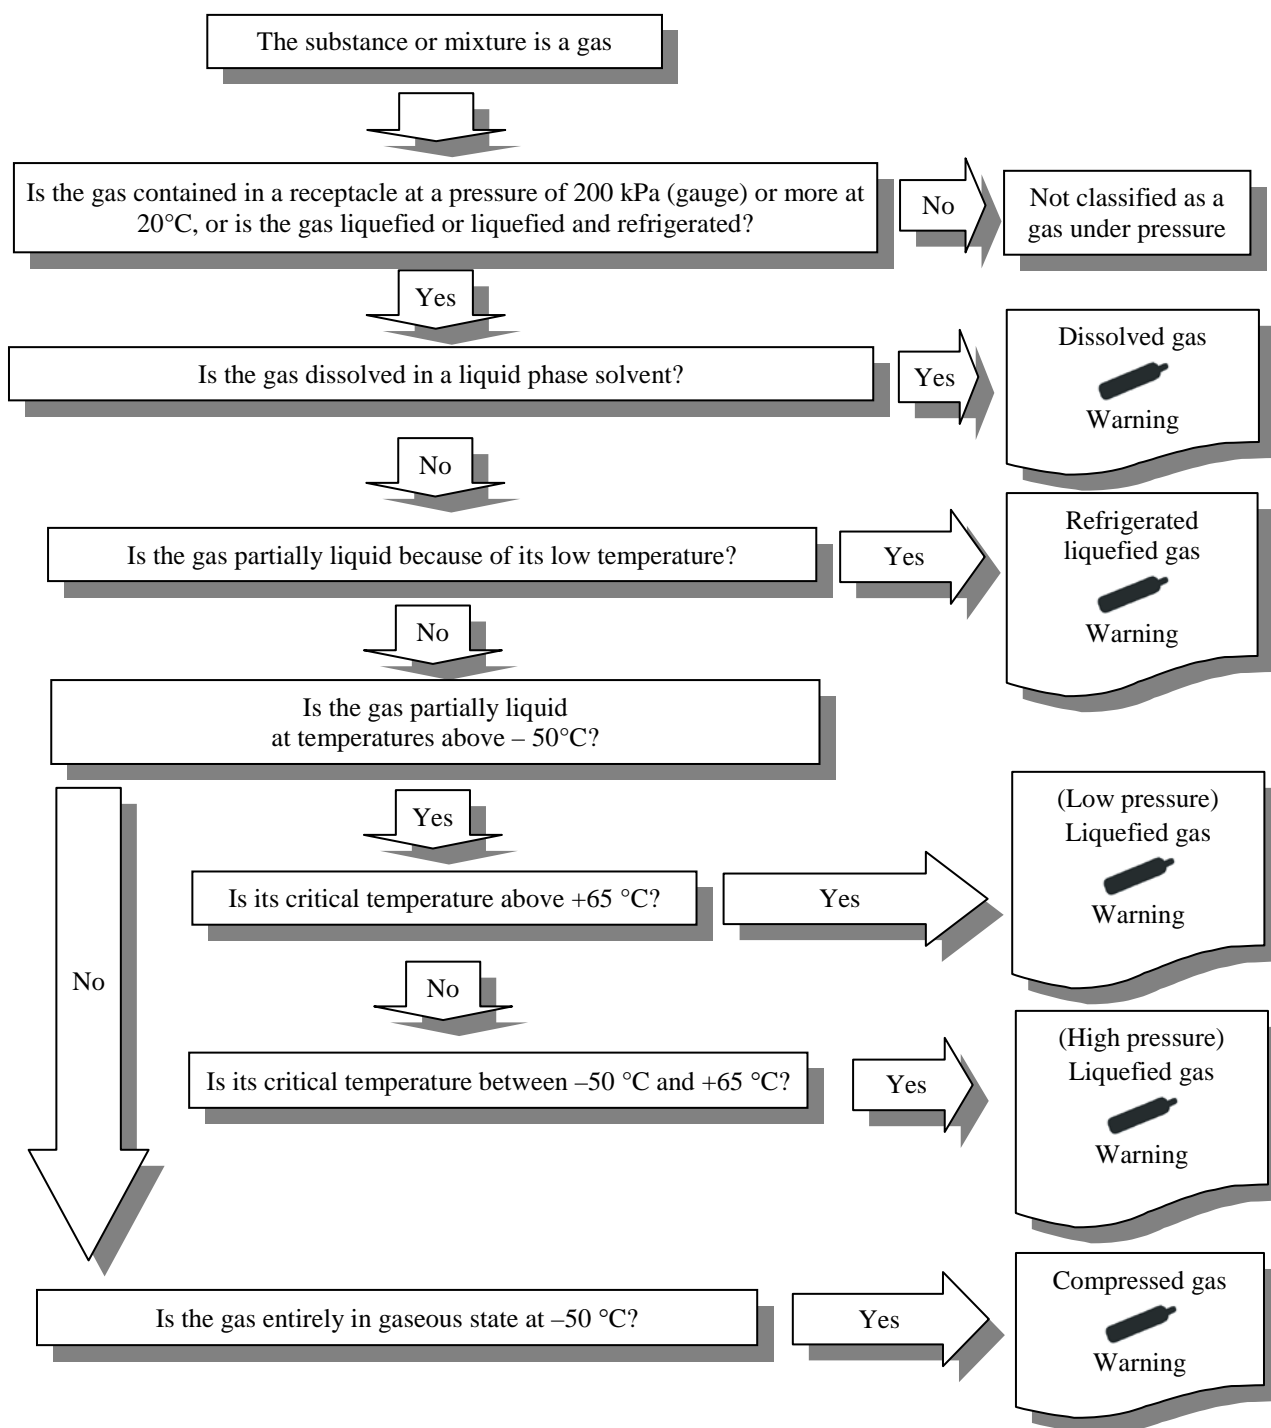 The substance or mixture is a gas
Is the gas contained in a receptacle at a pressure of 200 kPa (gauge) or more at
20°C, or is the gas liquefied or liquefied and refrigerated?
No
Not classified as a
gas under pressure
Yes
Is the gas dissolved in a liquid phase solvent?
Yes
Dissolved gas
Warning
No
Is the gas partially liquid because of its low temperature?
Yes
Refrigerated
liquefied gas
Warning
No
Is the gas partially liquid
at temperatures above – 50°C?
Yes
Is its critical temperature above +65 °C?
Yes
(Low pressure)
Liquefied gas
Warning
No
No
Is its critical temperature between –50 °C and +65 °C?
Yes
(High pressure)
Liquefied gas
Warning
Is the gas entirely in gaseous state at –50 °C?
Yes
Compressed gas
Warning